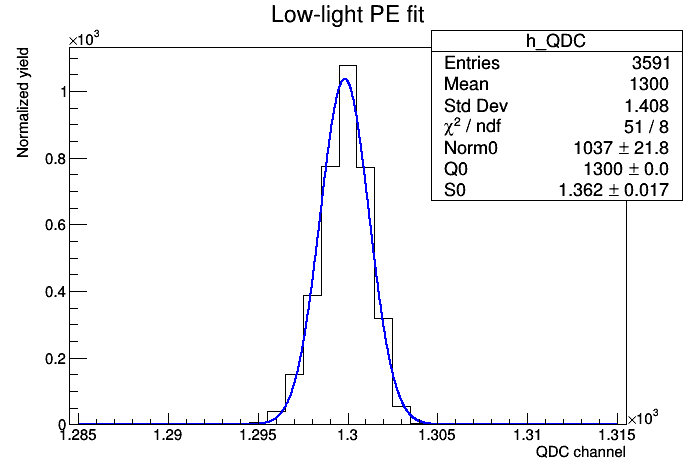 Low-light PE fit
×10³
Normalized yield
h_QDC
Entries 3591
Mean 1300
Std Dev 1.408
χ² / ndf 51 / 8
Norm0 1037 ± 21.8
Q0 1300 ± 0.0
S0 1.362 ± 0.017
1
0.8
0.6
0.4
0.2
0
1.285 1.29 1.295 1.3 1.305 1.31 1.315
×10³
QDC channel